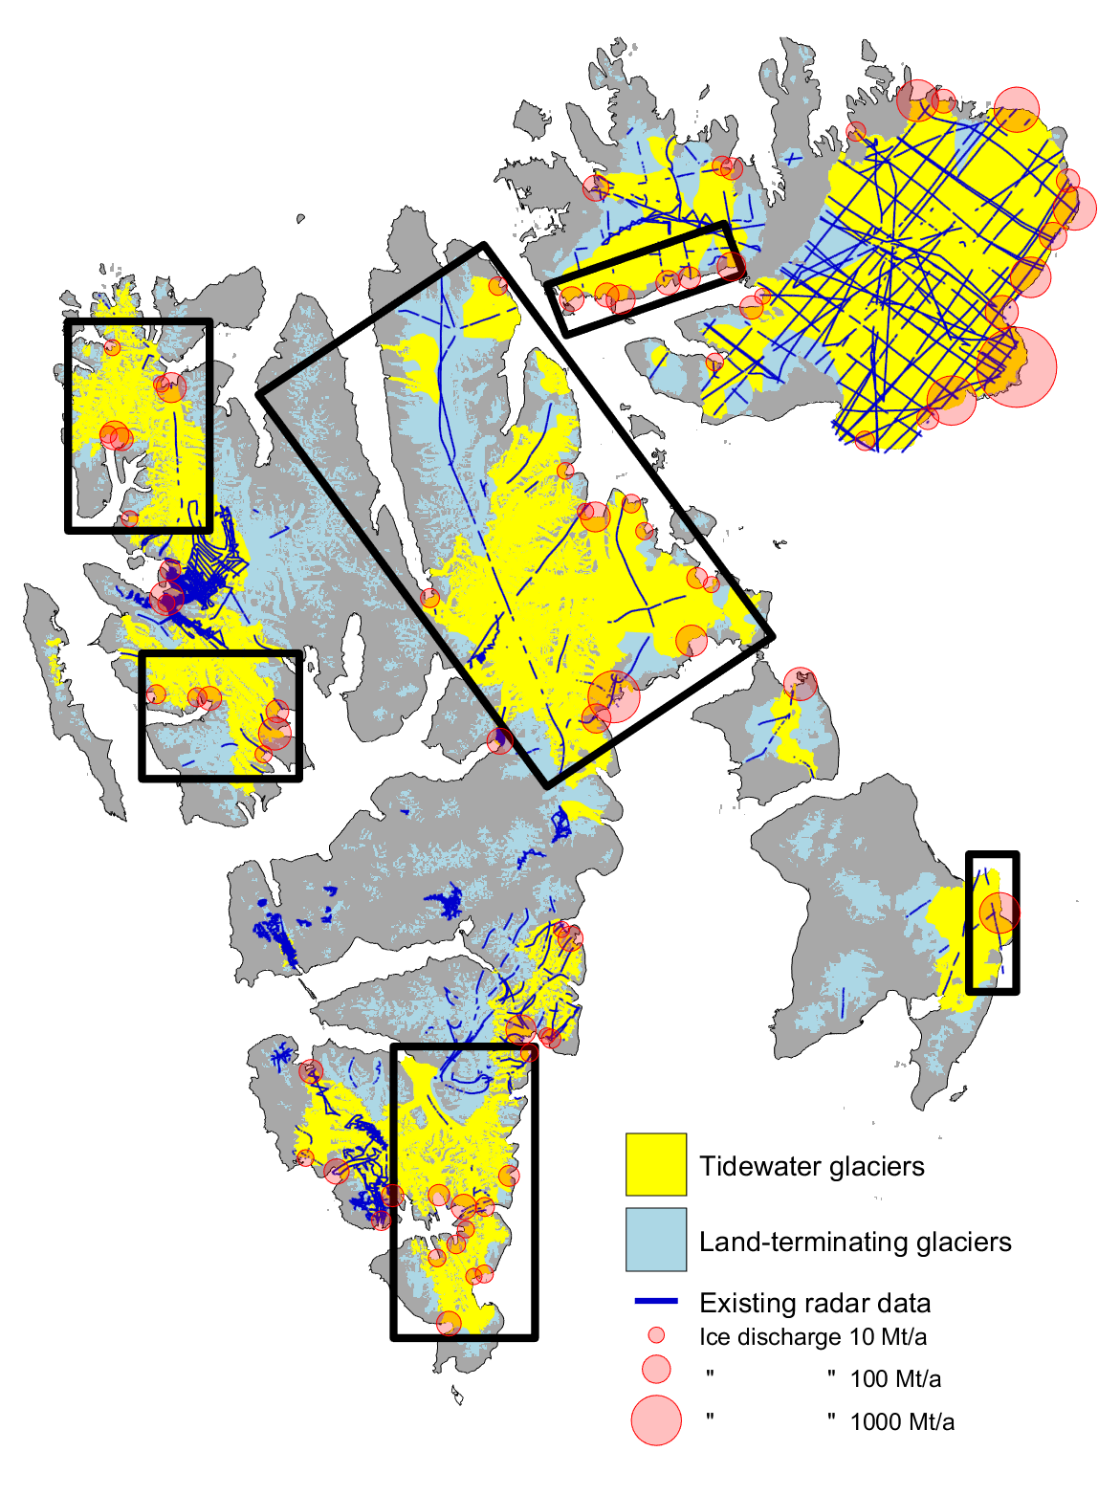 Tidewater glaciers
Land-terminating glaciers
Existing radar data
Ice discharge 10 Mt/a
" " 100 Mt/a
" " 1000 Mt/a